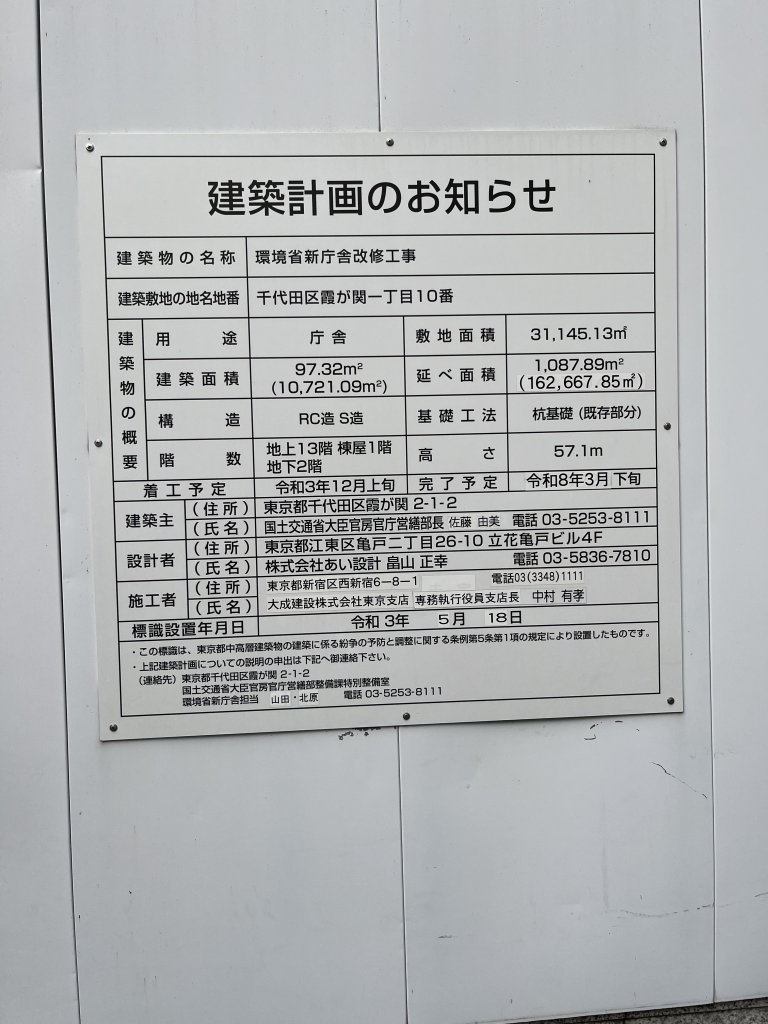 建築計画のお知らせ
建築物の名称 環境省新庁舎改修工事
建築敷地の地名地番 千代田区霞が関一丁目10番
建築物の概要
用途 庁舎 敷地面積 31,145.13㎡
建築面積 97.32m² (10,721.09m²) 延べ面積 1,087.89m² (162,667.85㎡)
構造 RC造 S造 基礎工法 杭基礎 (既存部分)
階数 地上13階 棟屋1階 地下2階 高さ 57.1m
着工予定 令和3年12月上旬 完了予定 令和8年3月下旬
建築主 (住所) 東京都千代田区霞が関 2-1-2
(氏名) 国土交通省大臣官房官庁営繕部長 佐藤 由美 電話 03-5253-8111
設計者 (住所) 東京都江東区亀戸二丁目26-10 立花亀戸ビル4F
(氏名) 株式会社あい設計 畠山 正幸 電話 03-5836-7810
施工者 (住所) 東京都新宿区西新宿6-8-1 電話03(3348)1111
(氏名) 大成建設株式会社東京支店 専務執行役員支店長 中村 有孝
標識設置年月日 令和 3年 5月 18日
・この標識は、東京都中高層建築物の建築に係る紛争の予防と調整に関する条例第5条第1項の規定により設置したものです。
・上記建築計画についての説明の申出は下記へ御連絡下さい。
(連絡先) 東京都千代田区霞が関 2-1-2
国土交通省大臣官房官庁営繕部整備課特別整備室
環境省新庁舎担当 山田・北原 電話 03-5253-8111